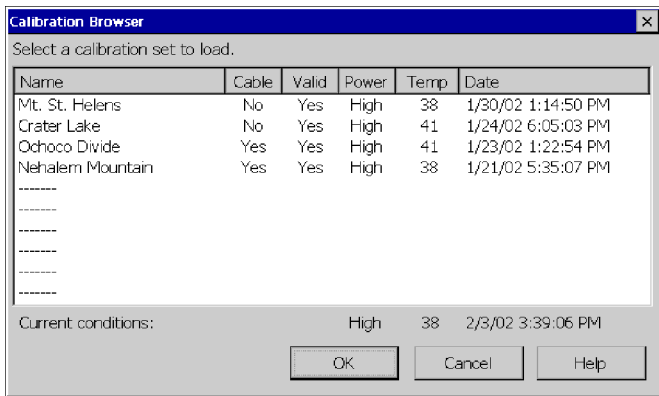 Calibration Browser
Select a calibration set to load.
Name Cable Valid Power Temp Date
Mt. St. Helens No Yes High 38 1/30/02 1:14:50 PM
Crater Lake No Yes High 41 1/24/02 6:05:03 PM
Ochoco Divide Yes Yes High 41 1/23/02 1:22:54 PM
Nehalem Mountain Yes Yes High 38 1/21/02 5:35:07 PM
-------
-------
-------
-------
-------
-------
Current conditions: High 38 2/3/02 3:39:06 PM
OK Cancel Help